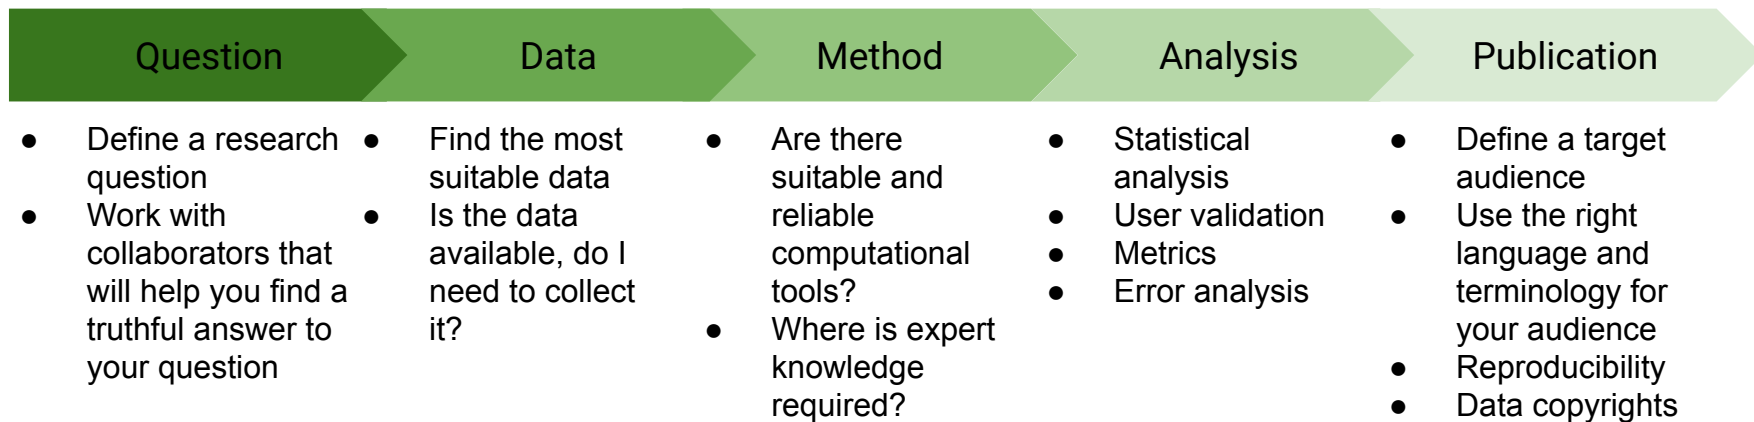 Question
Data
Method
Analysis
Publication
● Define a research
question
● Work with
collaborators that
will help you find a
truthful answer to
your question
● Find the most
suitable data
● Is the data
available, do I
need to collect
it?
● Are there
suitable and
reliable
computational
tools?
● Where is expert
knowledge
required?
● Statistical
analysis
● User validation
● Metrics
● Error analysis
● Define a target
audience
● Use the right
language and
terminology for
your audience
● Reproducibility
● Data copyrights